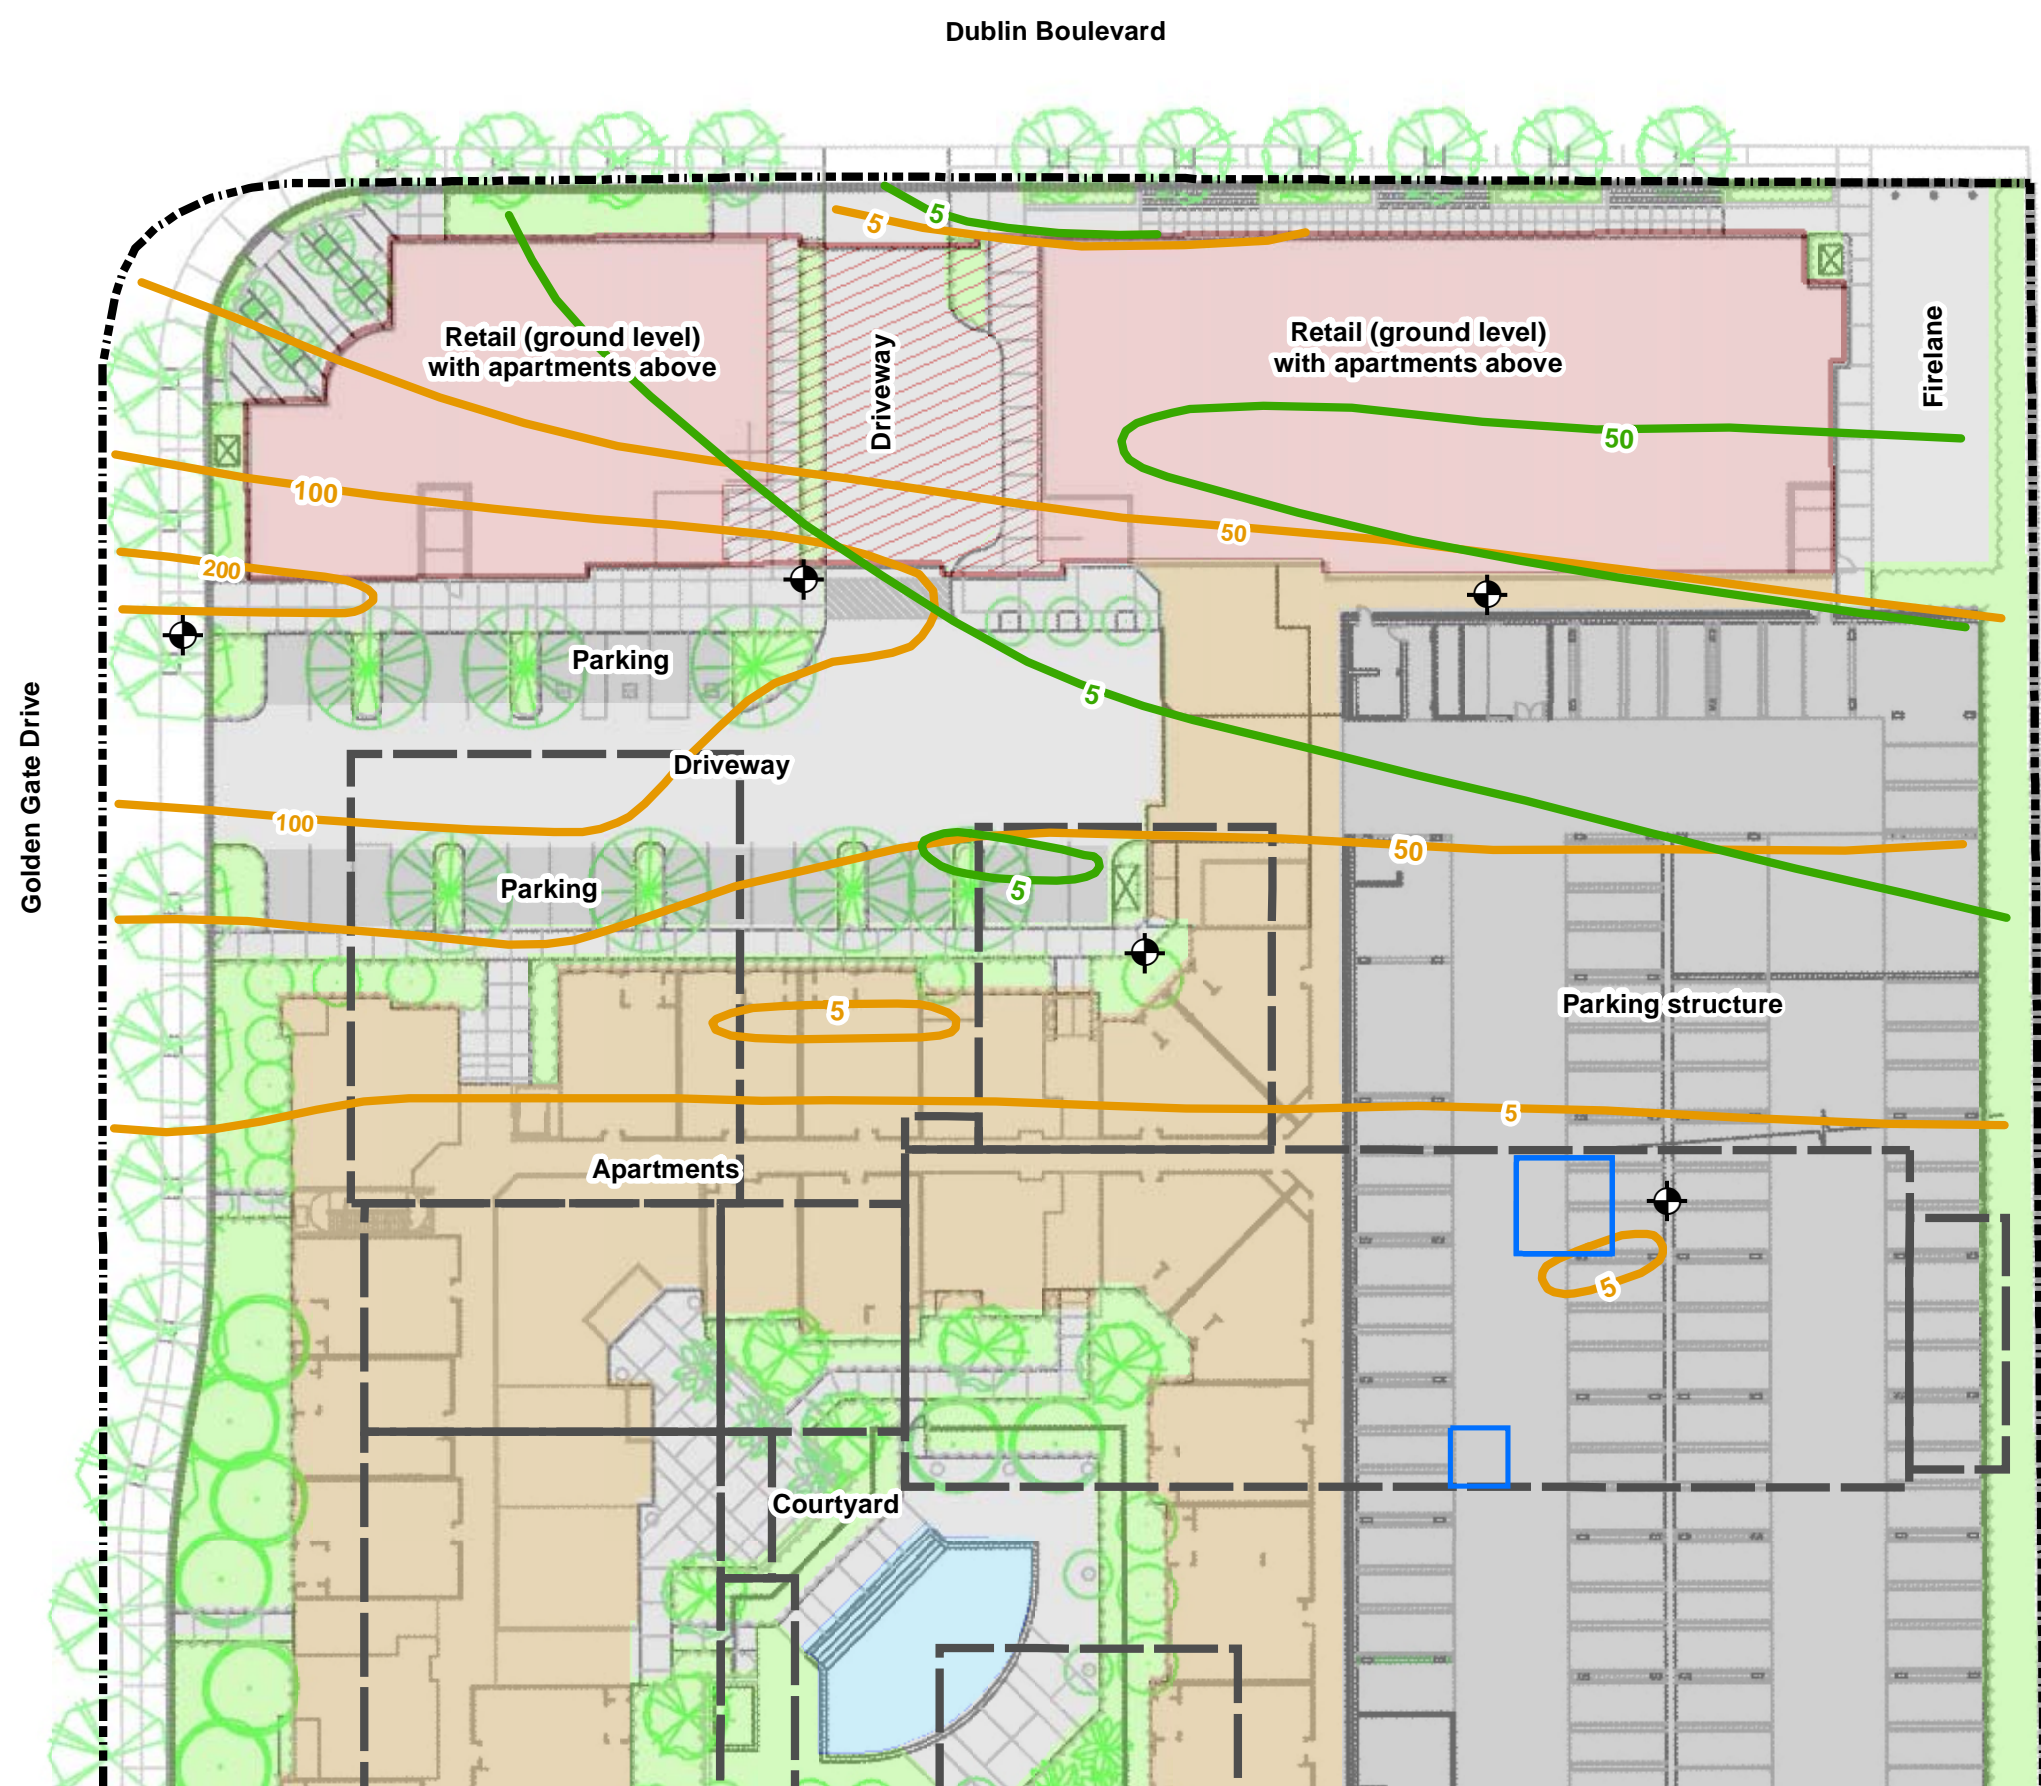 Dublin Boulevard
5
5
Retail (ground level)
with apartments above
Driveway
Retail (ground level)
with apartments above
Firelane
50
100
50
200
Parking
5
Golden Gate Drive
Driveway
100
50
Parking
5
Parking structure
5
5
Apartments
5
Courtyard